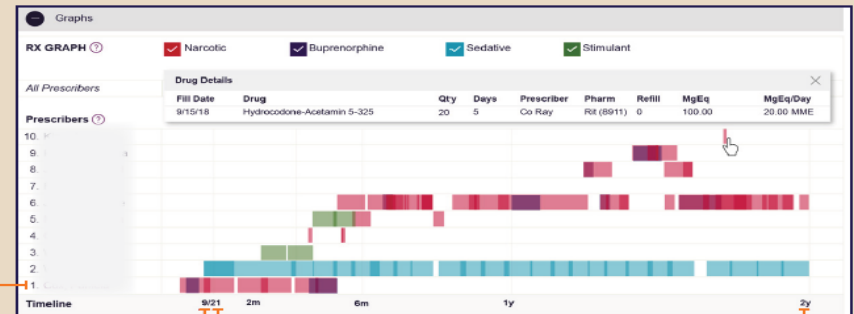 Graphs
RX GRAPH ? Narcotic Buprenorphine Sedative Stimulant
Drug Details
All Prescribers
Fill Date Drug Qty Days Prescriber Pharm Refill MgEq MgEq/Day
9/15/18 Hydrocodone-Acetamin 5-325 20 5 Co Ray Rit (8911) 0 100.00 20.00 MME
Prescribers ?
10.
9.
8.
7.
6.
5.
4.
3.
2.
1.
Timeline 9/21 2m 6m 1y 2y